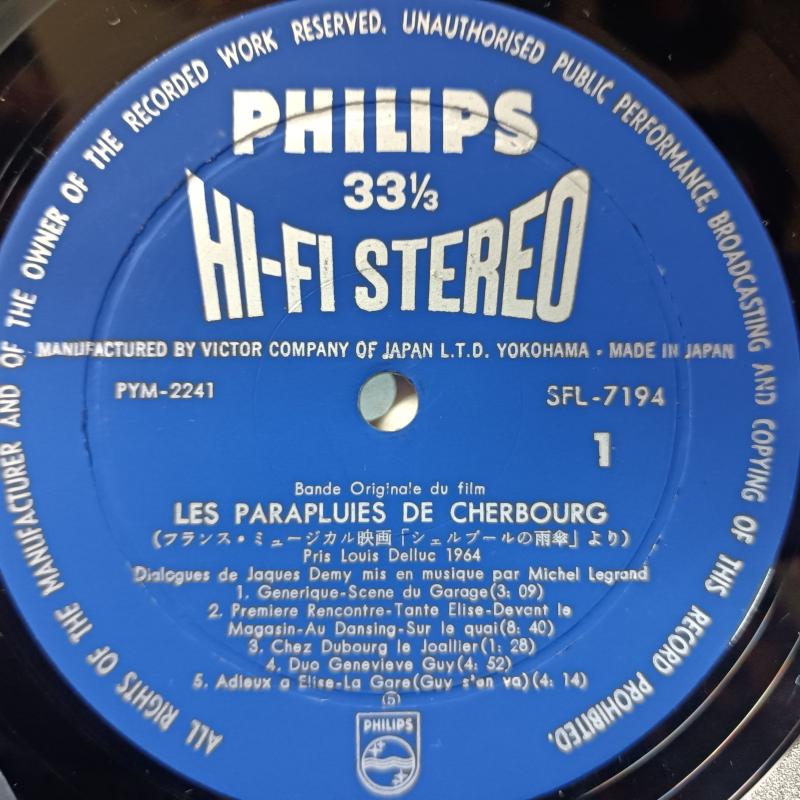 ALL RIGHTS OF THE MANUFACTURER AND OF THE OWNER OF THE RECORDED WORK RESERVED. UNAUTHORISED PUBLIC PERFORMANCE, BROADCASTING AND COPYING OF THIS RECORD PROHIBITED.
PHILIPS
33⅓
HI-FI STEREO
MANUFACTURED BY VICTOR COMPANY OF JAPAN L.T.D. YOKOHAMA • MADE IN JAPAN
PYM-2241
SFL-7194
1
Bande Originale du film
LES PARAPLUIES DE CHERBOURG
(フランス・ミュージカル映画「シェルブールの雨傘」より)
Pris Louis Delluc 1964
Dialogues de Jaques Demy mis en musique par Michel Legrand
1. Generique-Scene du Garage(3: 09)
2. Premiere Rencontre-Tante Elise-Devant le
Magasin-Au Dansing-Sur le quai(8: 40)
3. Chez Dubourg le Joallier(1: 28)
4. Duo Genevieve Guy(4: 52)
5. Adieux a Elise-La Gare(Guy s'en va)(4: 14)
PHILIPS